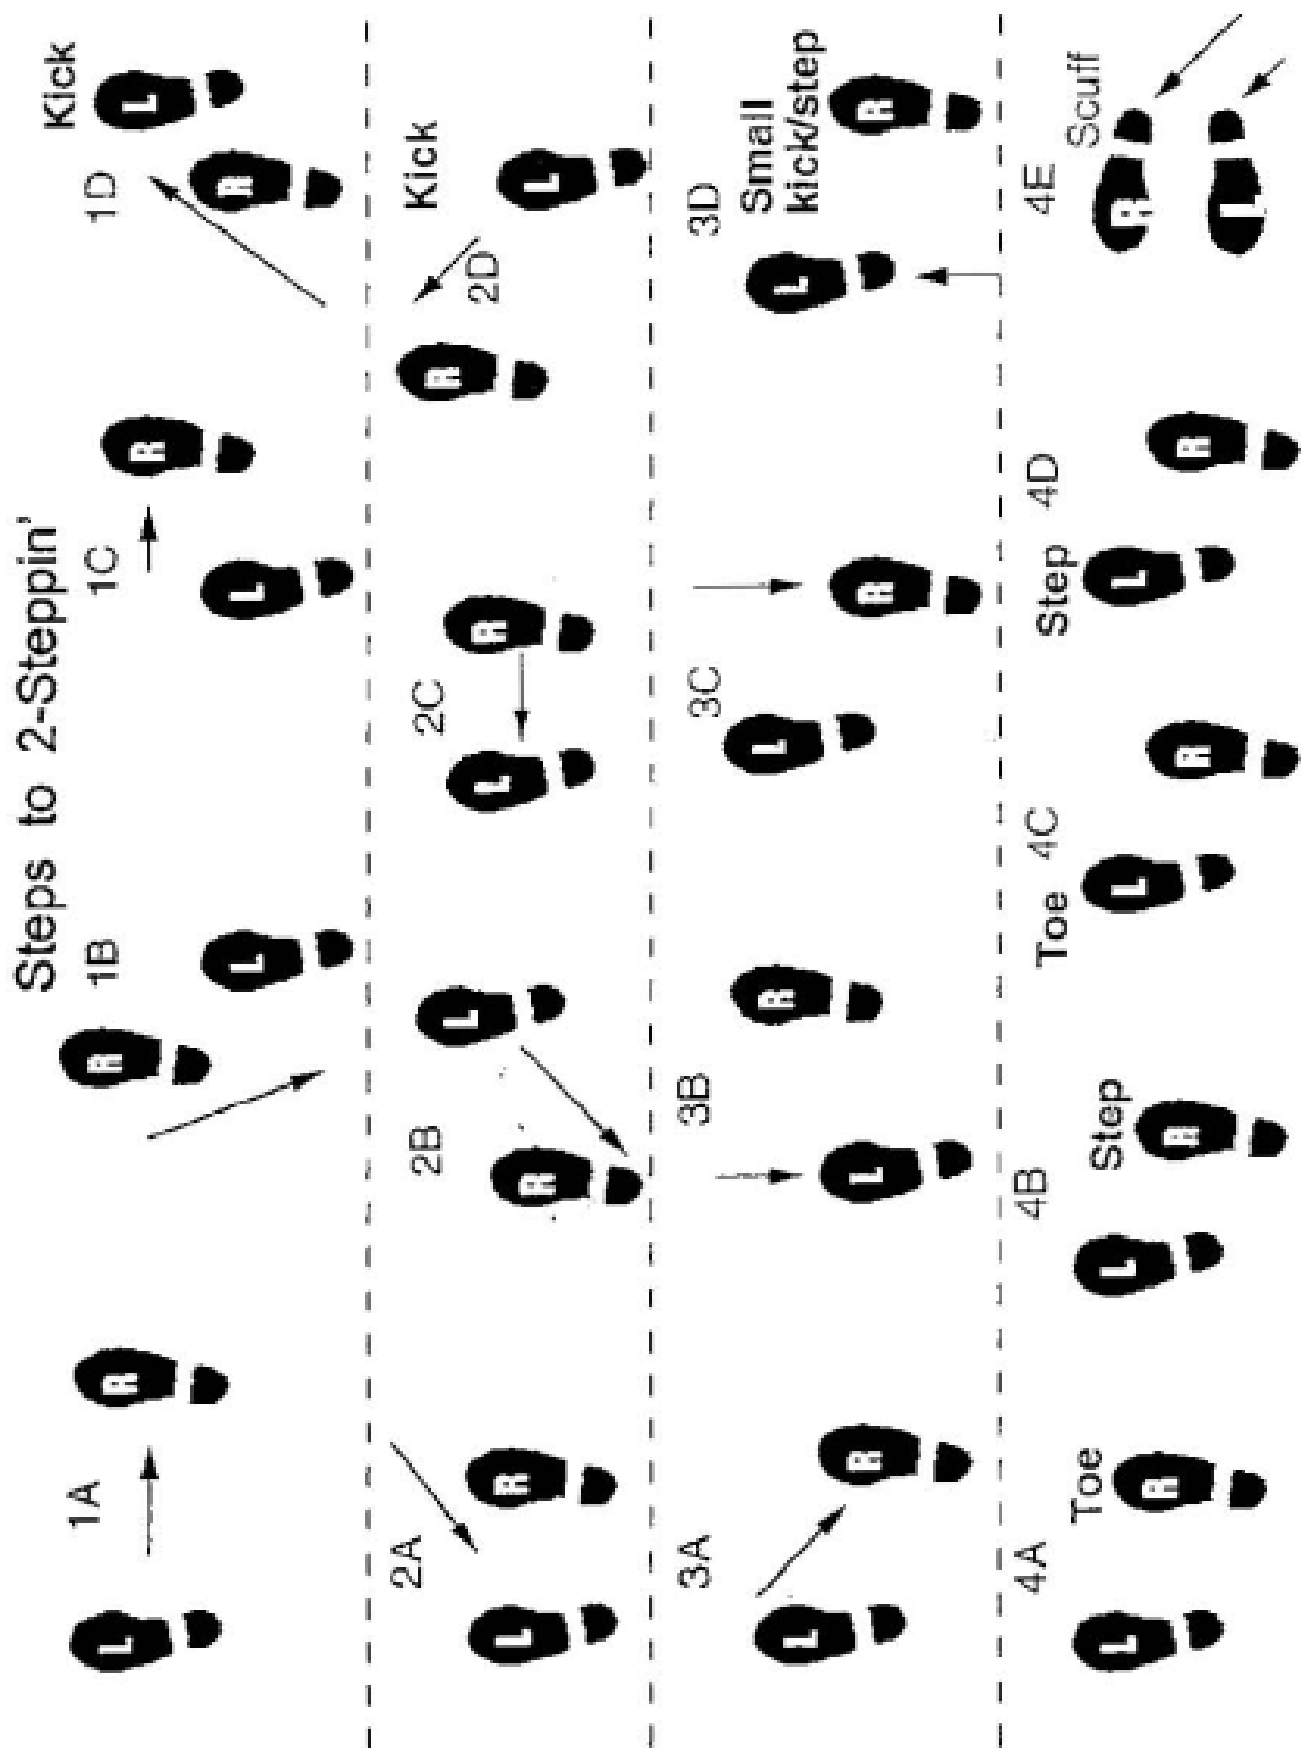 Steps to 2-Steppin'
1A 1B 1C 1D Kick
L R R L L R R L
2A 2B 2C 2D Kick
L R R L L R R L
3A 3B 3C 3D Small
kick/step
L R L R L R L R
4A Toe 4B Step Toe 4C Step 4D 4E Scuff
L R L R L R L R R L